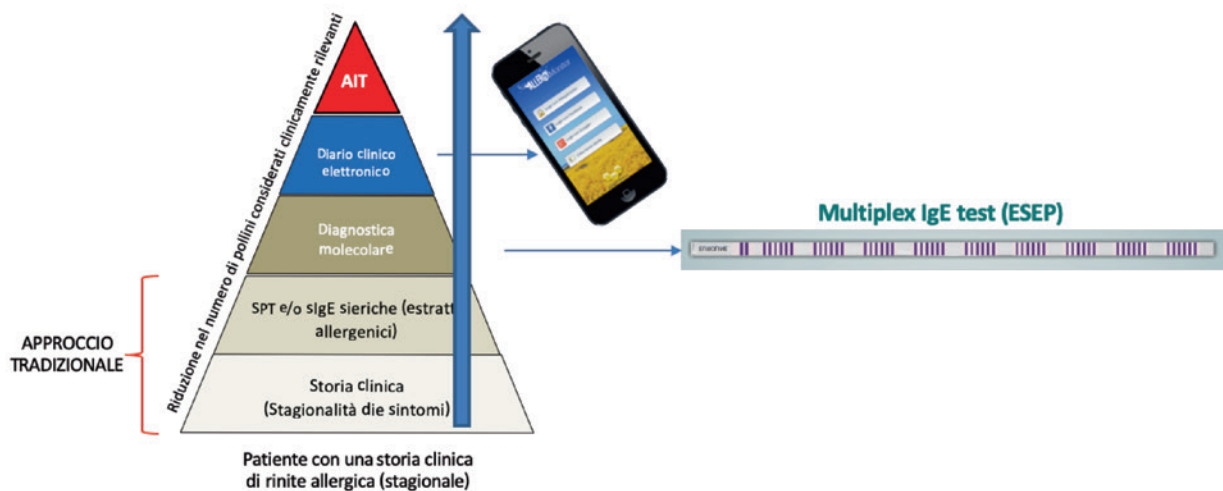 Riduzione nel numero di pollini considerati clinicamente rilevanti
AIT
Diario clinico
elettronico
Diagnostica
molecolare
SPT e/o sIgE sieriche (estratt
allergenici)
Storia clinica
(Stagionalità die sintomi)
APPROCCIO
TRADIZIONALE
Patiente con una storia clinica
di rinite allergica (stagionale)
Multiplex IgE test (ESEP)